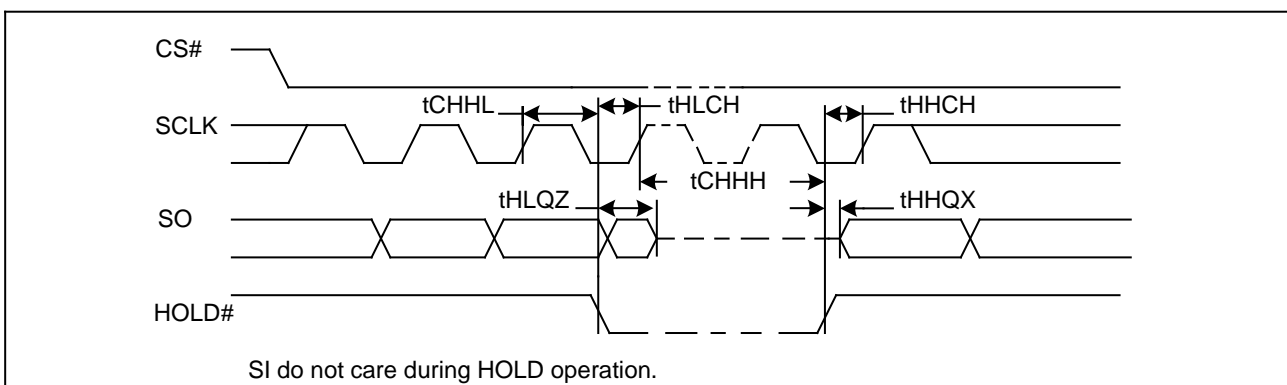 CS#
tCHHL
tHLCH
tHHCH
SCLK
tCHHH
tHLQZ
tHHQX
SO
HOLD#
SI do not care during HOLD operation.